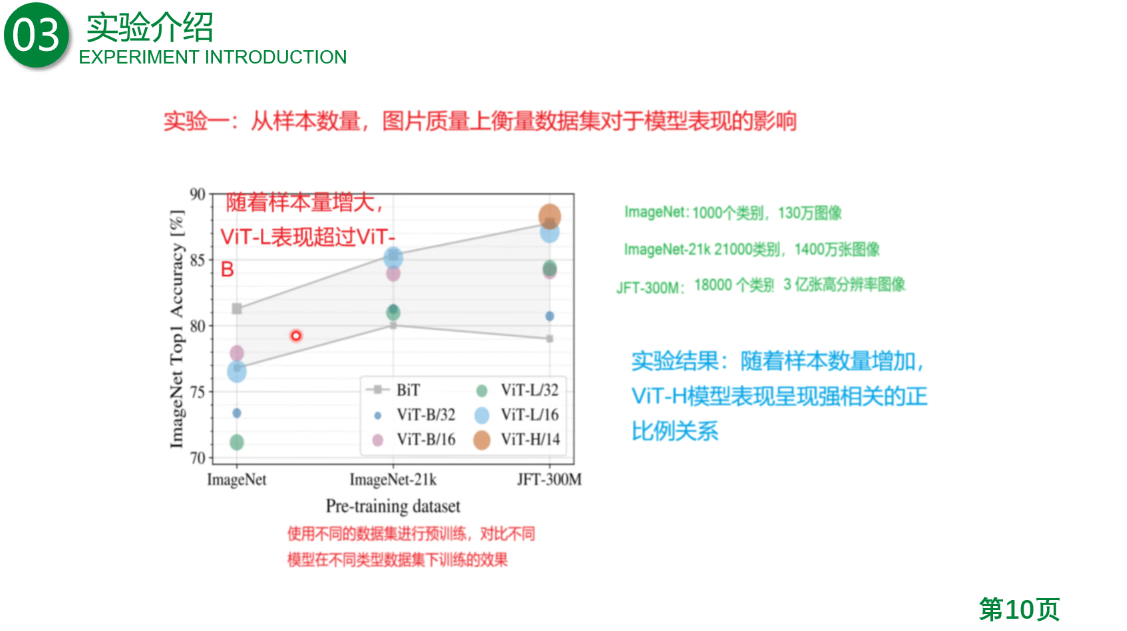 03
实验介绍
EXPERIMENT INTRODUCTION
实验一：从样本数量，图片质量上衡量数据集对于模型表现的影响
随着样本量增大，
ViT-L表现超过ViT-
B
90
85
80
75
70
ImageNet Top1 Accuracy [%]
BiT
ViT-B/32
ViT-B/16
ViT-L/32
ViT-L/16
ViT-H/14
ImageNet
ImageNet-21k
JFT-300M
Pre-training dataset
使用不同的数据集进行预训练，对比不同
模型在不同类型数据集下训练的效果
ImageNet: 1000个类别，130万图像
ImageNet-21k 21000类别，1400万张图像
JFT-300M： 18000 个类别 3 亿张高分辨率图像
实验结果：随着样本数量增加，
ViT-H模型表现呈现强相关的正
比例关系
第10页